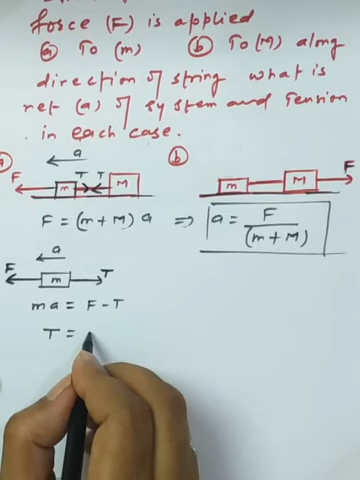 force (F) is applied
ⓐ To (m) ⓑ To (M) along
direction of string what is
net (a) of system and Tension
in each case.
a) ⓑ
a
F m T T M
m M F
F = (m+M) a ⇒ a = F/(m+M)
a
F m T
ma = F - T
T =